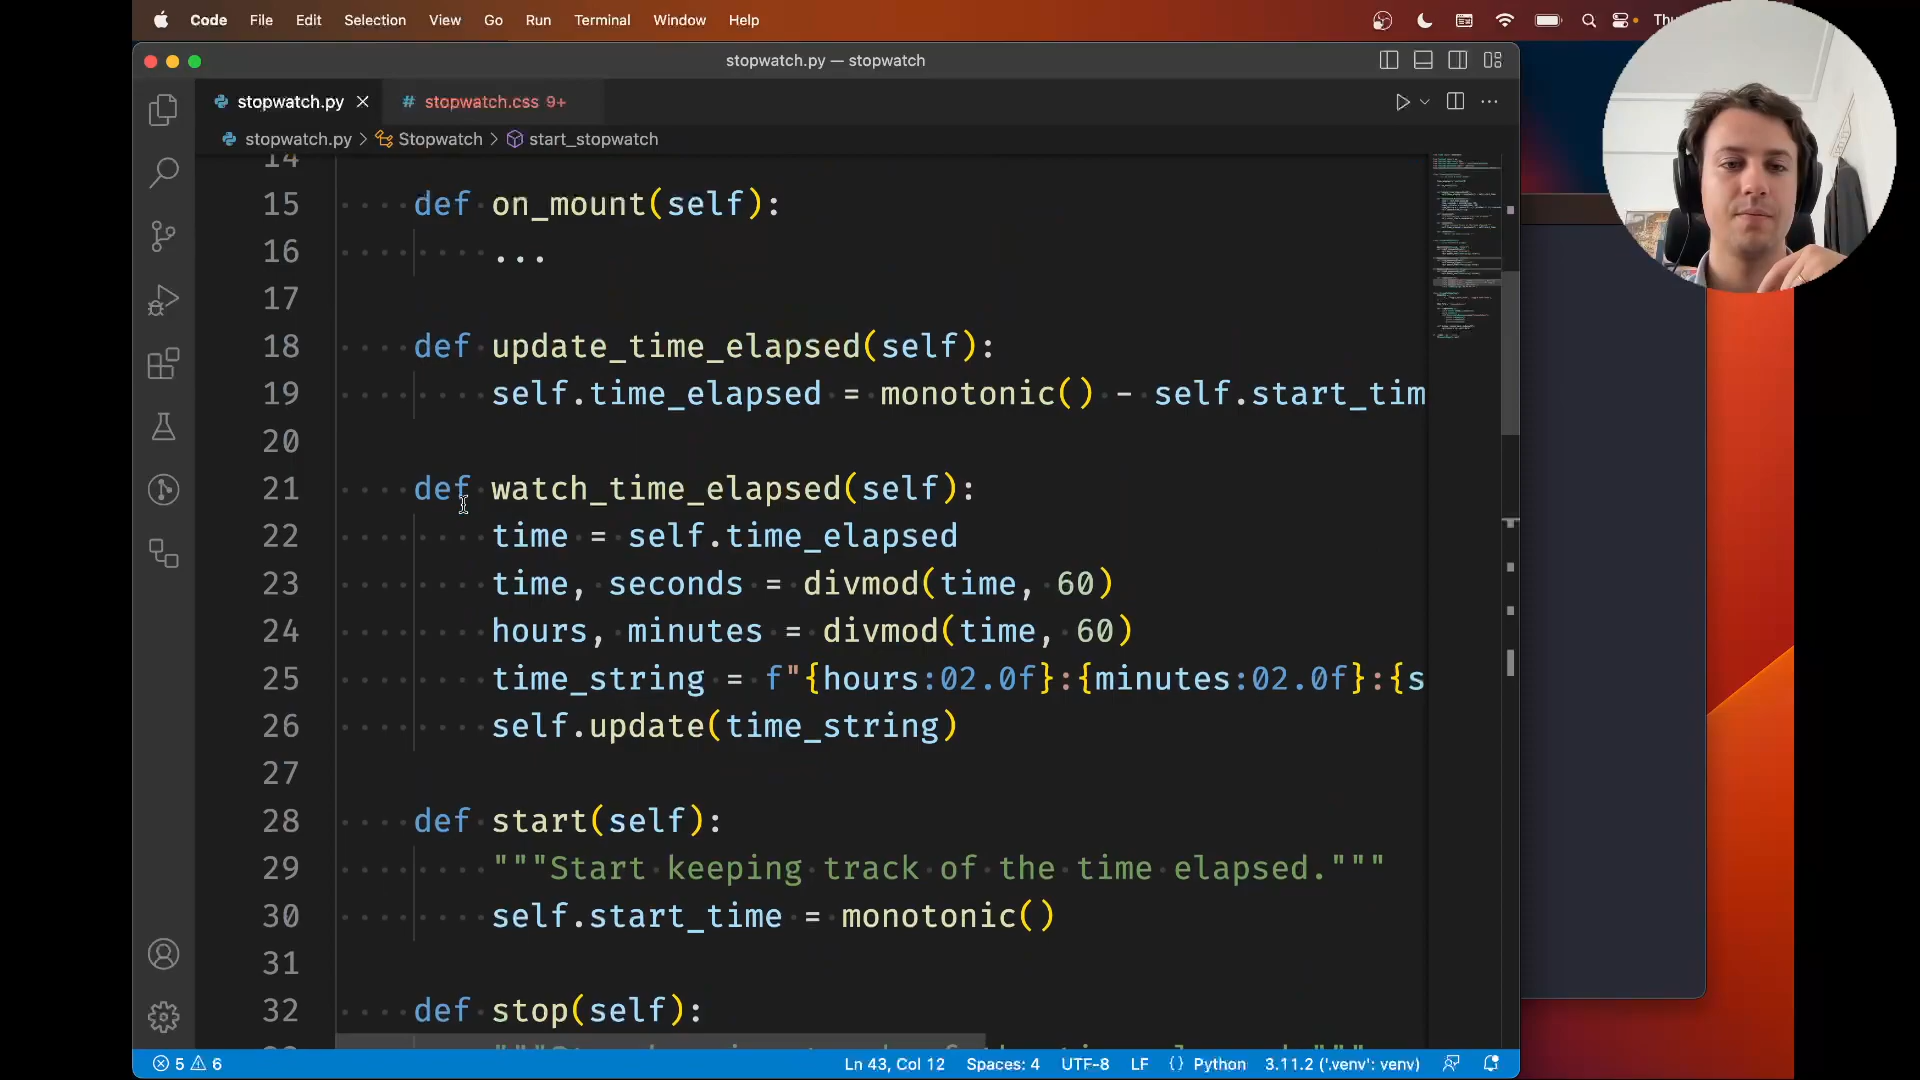 Code File Edit Selection View Go Run Terminal Window Help
stopwatch.py — stopwatch
stopwatch.py stopwatch.css 9+
stopwatch.py > Stopwatch > start_stopwatch
14
15 def on_mount(self):
16 ...
17
18 def update_time_elapsed(self):
19 self.time_elapsed = monotonic() - self.start_tim
20
21 def watch_time_elapsed(self):
22 time = self.time_elapsed
23 time, seconds = divmod(time, 60)
24 hours, minutes = divmod(time, 60)
25 time_string = f"{hours:02.0f}:{minutes:02.0f}:{s
26 self.update(time_string)
27
28 def start(self):
29 """Start keeping track of the time elapsed."""
30 self.start_time = monotonic()
31
32 def stop(self):
5 6 Ln 43, Col 12 Spaces: 4 UTF-8 LF {} Python 3.11.2 ('.venv': venv)